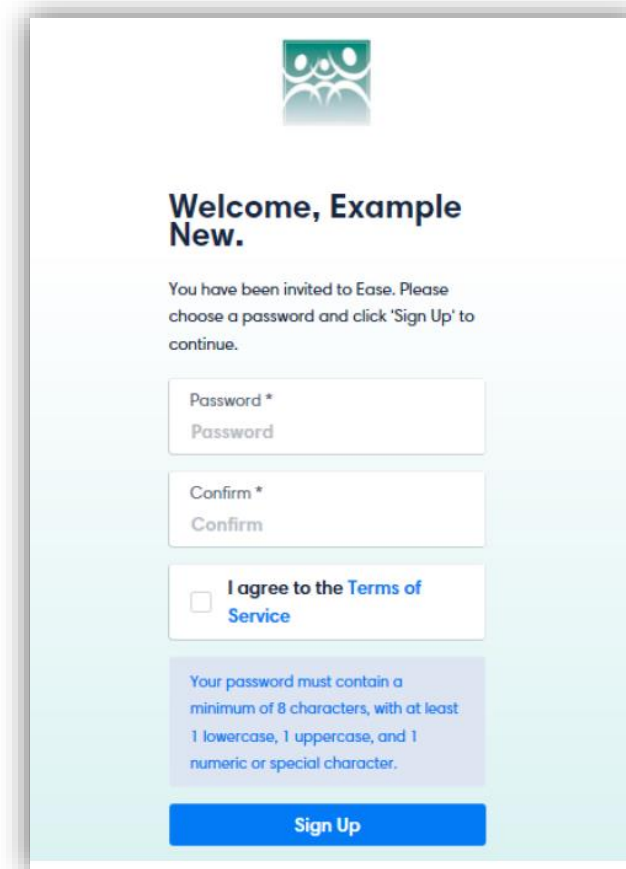 Welcome, Example
New.
You have been invited to Ease. Please
choose a password and click 'Sign Up' to
continue.
Password *
Password
Confirm *
Confirm
I agree to the Terms of
Service
Your password must contain a
minimum of 8 characters, with at least
1 lowercase, 1 uppercase, and 1
numeric or special character.
Sign Up